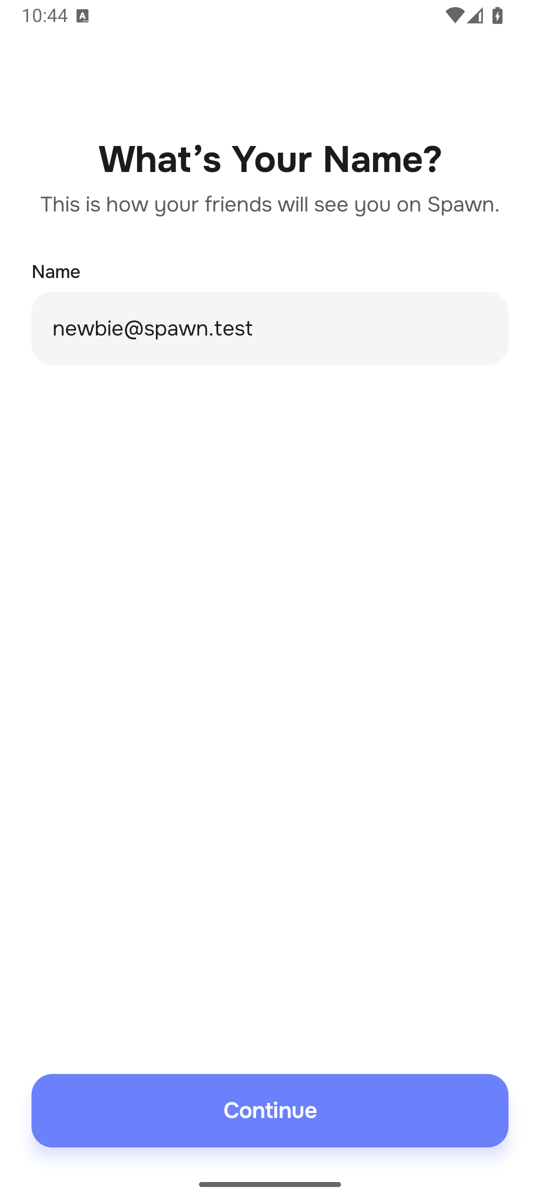 10:44
What’s Your Name?
This is how your friends will see you on Spawn.
Name
newbie@spawn.test
Continue